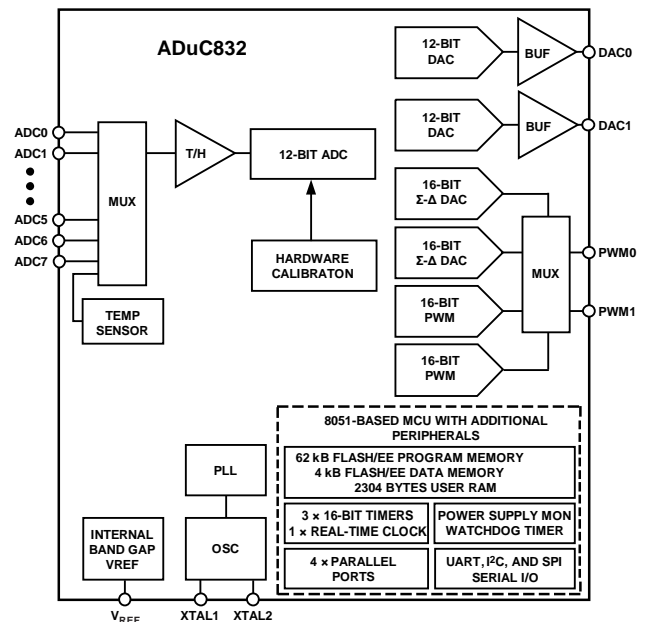 ADuC832
ADC0
ADC1
ADC5
ADC6
ADC7
MUX
TEMP
SENSOR
T/H
12-BIT ADC
HARDWARE
CALIBRATON
12-BIT
DAC
BUF
DAC0
12-BIT
DAC
BUF
DAC1
16-BIT
Σ-Δ DAC
16-BIT
Σ-Δ DAC
16-BIT
PWM
16-BIT
PWM
MUX
PWM0
PWM1
8051-BASED MCU WITH ADDITIONAL
PERIPHERALS
62 kB FLASH/EE PROGRAM MEMORY
4 kB FLASH/EE DATA MEMORY
2304 BYTES USER RAM
3 × 16-BIT TIMERS
1 × REAL-TIME CLOCK
POWER SUPPLY MON
WATCHDOG TIMER
4 × PARALLEL
PORTS
UART, I²C, AND SPI
SERIAL I/O
PLL
OSC
INTERNAL
BAND GAP
VREF
VREF
XTAL1
XTAL2